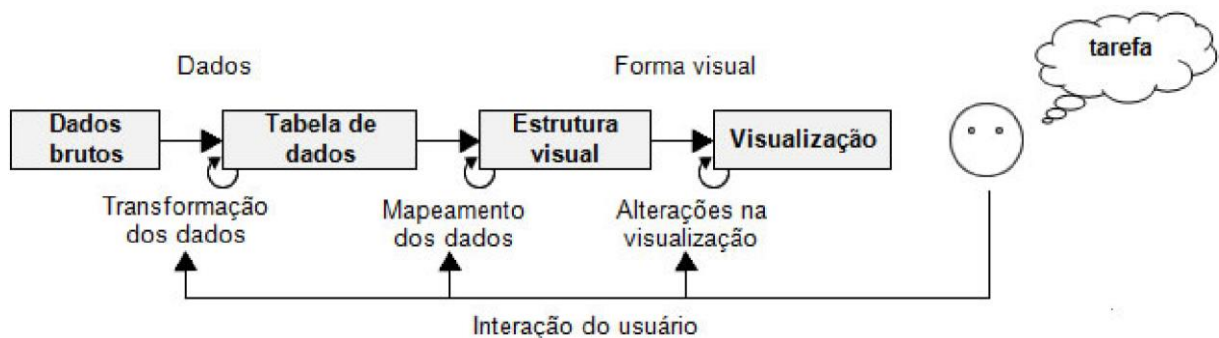 tarefa
Dados
Forma visual
Dados
brutos
Tabela de
dados
Estrutura
visual
Visualização
Transformação
dos dados
Mapeamento
dos dados
Alterações na
visualização
Interação do usuário